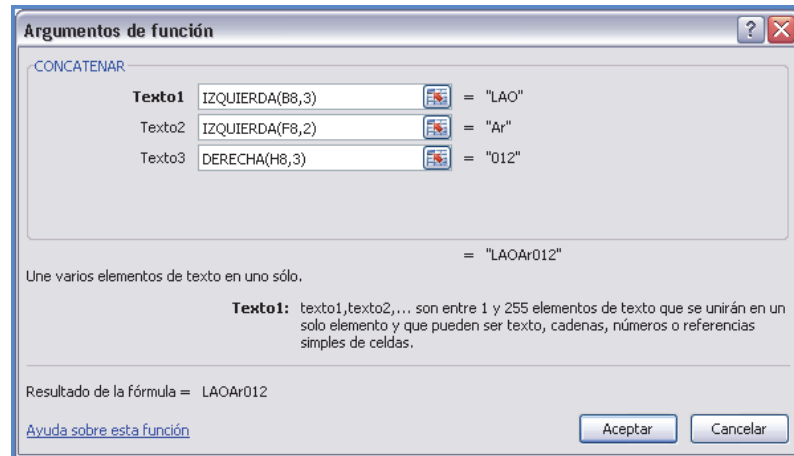 Argumentos de función
CONCATENAR
Texto1 IZQUIERDA(B8,3) = "LAO"
Texto2 IZQUIERDA(F8,2) = "Ar"
Texto3 DERECHA(H8,3) = "012"
= "LAOAr012"
Une varios elementos de texto en uno sólo.
Texto1: texto1,texto2,... son entre 1 y 255 elementos de texto que se unirán en un
solo elemento y que pueden ser texto, cadenas, números o referencias
simples de celdas.
Resultado de la fórmula = LAOAr012
Ayuda sobre esta función
Aceptar Cancelar